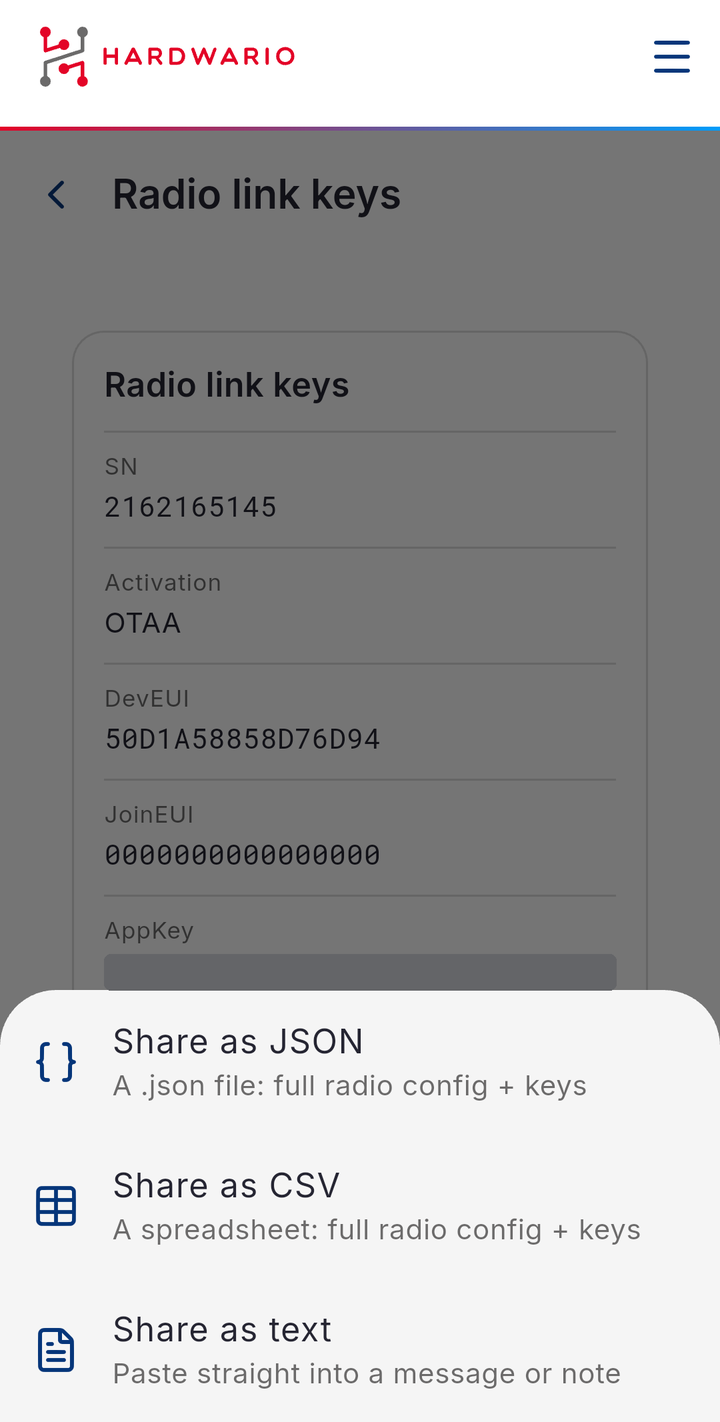 HARDWARIO
Radio link keys
Radio link keys
SN
2162165145
Activation
OTAA
DevEUI
50D1A58858D76D94
JoinEUI
0000000000000000
AppKey
Share as JSON
A .json file: full radio config + keys
Share as CSV
A spreadsheet: full radio config + keys
Share as text
Paste straight into a message or note